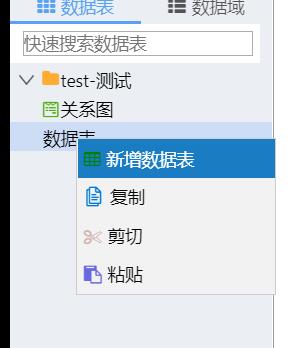 数据表 数据域
快速搜索数据表
test-测试
关系图
数据表
新增数据表
复制
剪切
粘贴